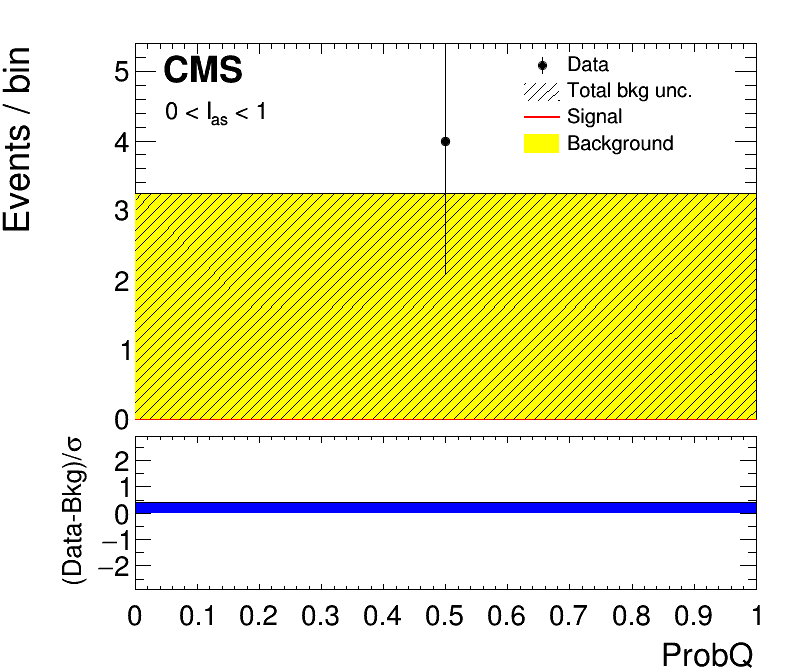 Events / bin
5
4
3
2
1
0
CMS
0 < I_as < 1
Data
Total bkg unc.
Signal
Background
(Data-Bkg)/σ
2
1
0
−1
−2
0 0.1 0.2 0.3 0.4 0.5 0.6 0.7 0.8 0.9 1
ProbQ